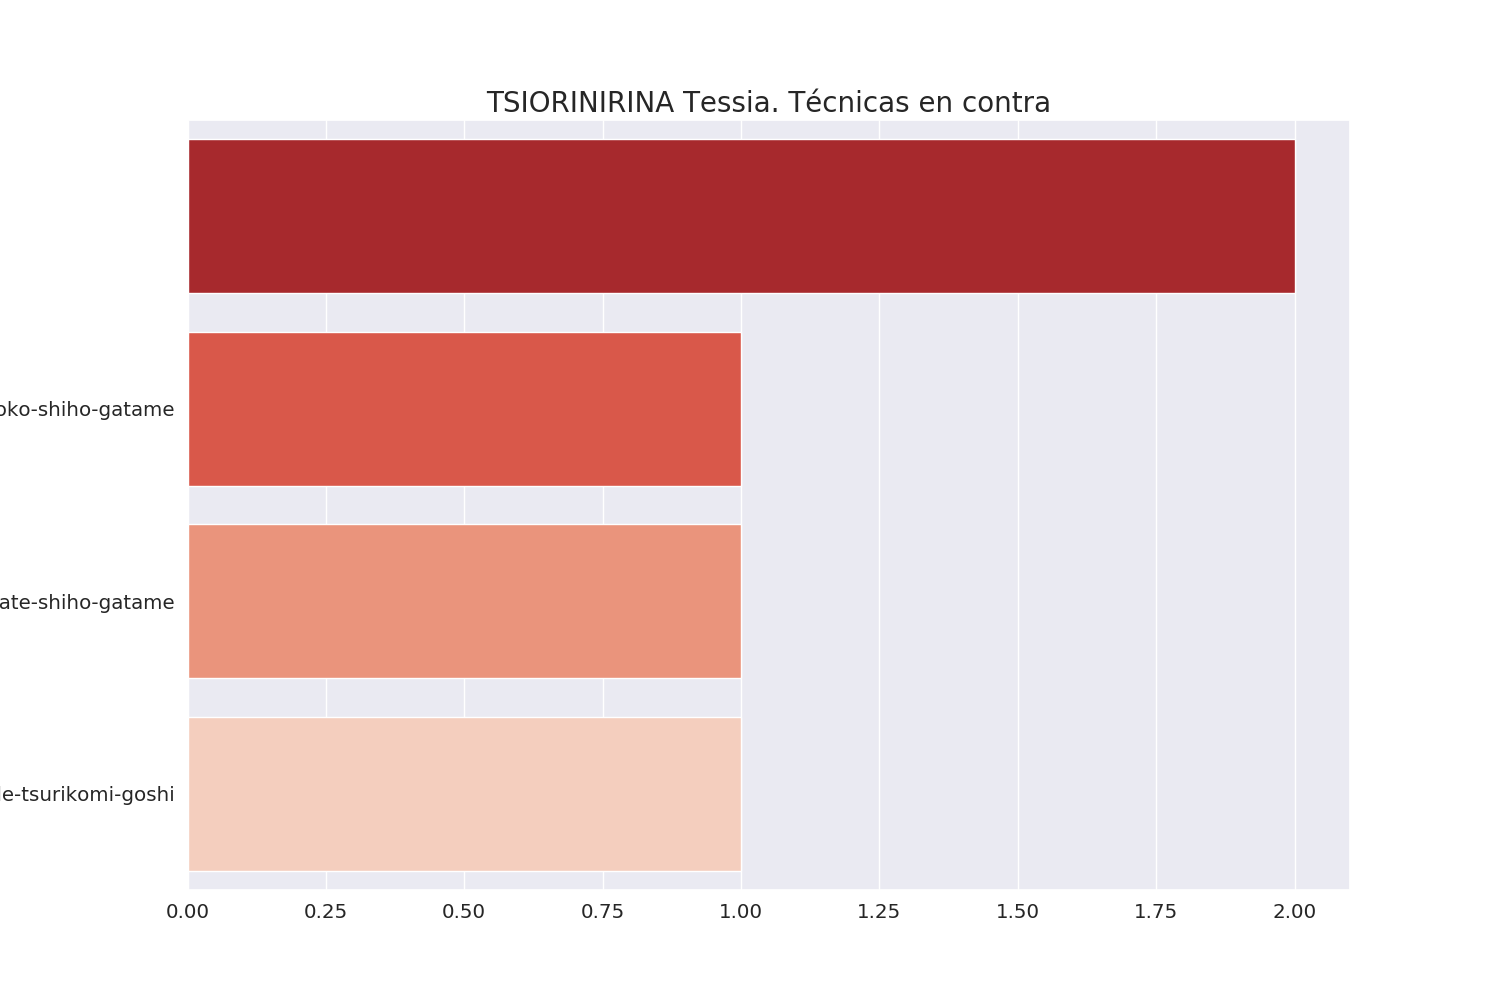 TSIORINIRINA Tessia. Técnicas en contra
oko-shiho-gatame
ate-shiho-gatame
le-tsurikomi-goshi
0.00 0.25 0.50 0.75 1.00 1.25 1.50 1.75 2.00